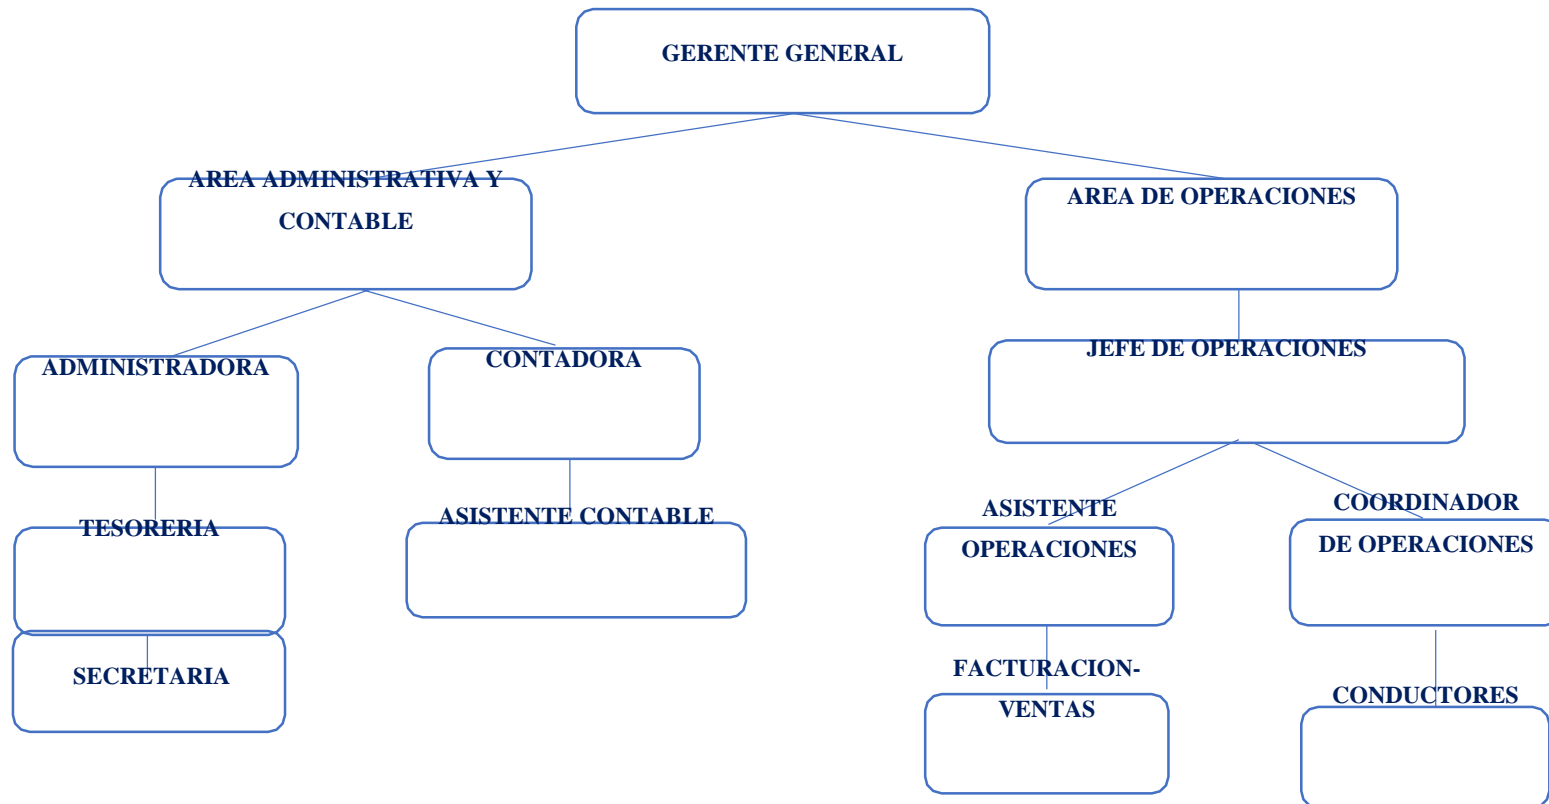 GERENTE GENERAL
AREA ADMINISTRATIVA Y
CONTABLE
AREA DE OPERACIONES
ADMINISTRADORA
CONTADORA
JEFE DE OPERACIONES
TESORERIA
ASISTENTE CONTABLE
ASISTENTE
OPERACIONES
COORDINADOR
DE OPERACIONES
SECRETARIA
FACTURACION-
VENTAS
CONDUCTORES